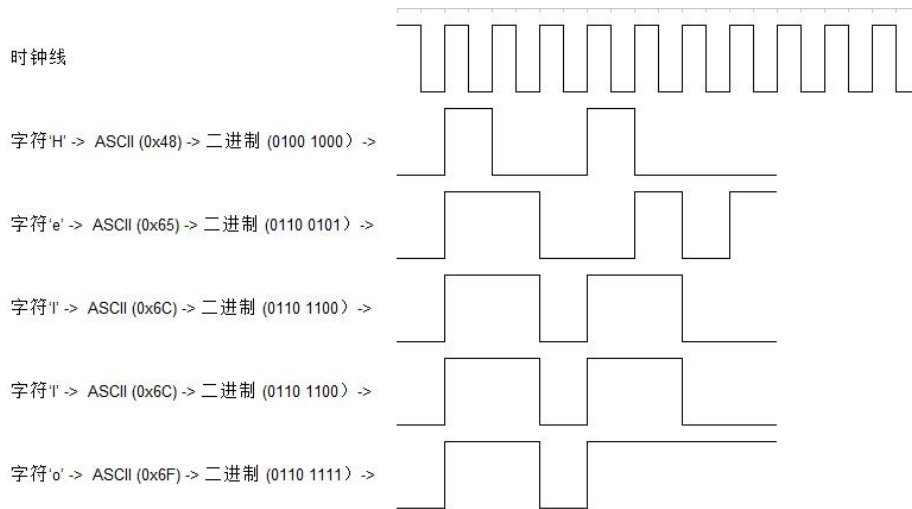 时钟线
字符‘H’ -> ASCII (0x48) -> 二进制 (0100 1000）->
字符‘e’ -> ASCII (0x65) -> 二进制 (0110 0101）->
字符‘l’ -> ASCII (0x6C) -> 二进制 (0110 1100）->
字符‘l’ -> ASCII (0x6C) -> 二进制 (0110 1100）->
字符‘o’ -> ASCII (0x6F) -> 二进制 (0110 1111）->